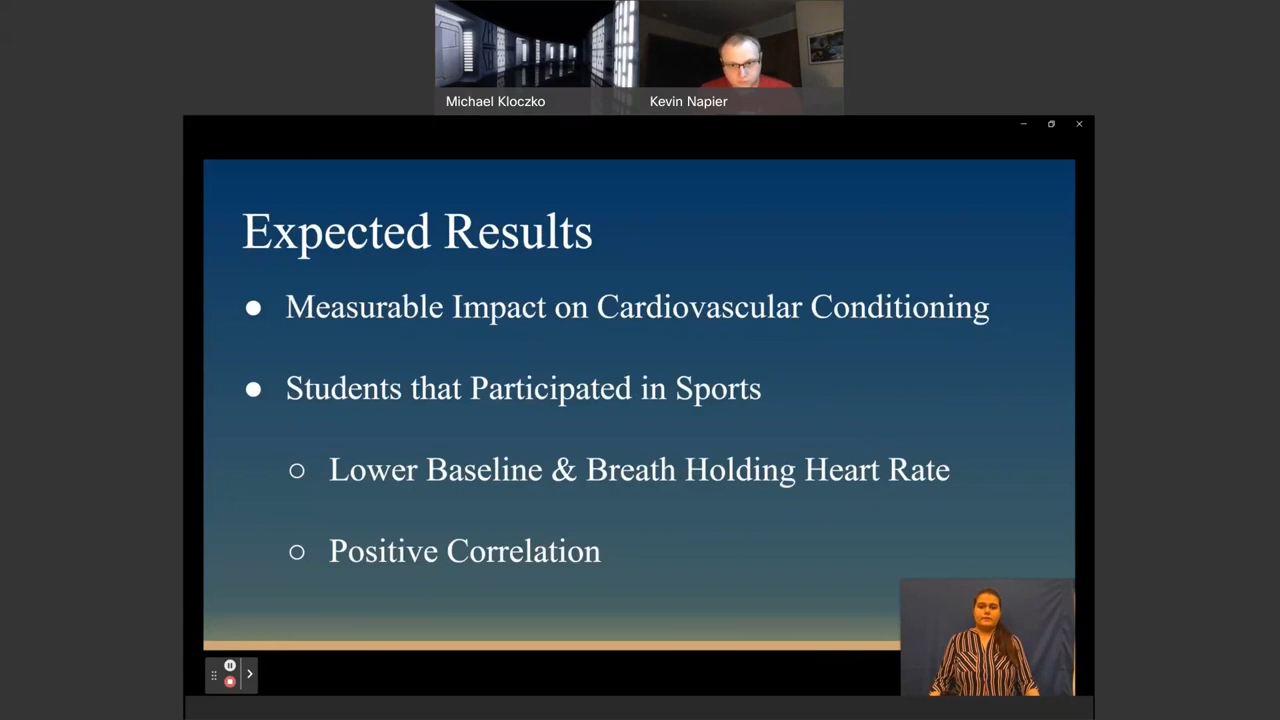 Michael Kloczko
Kevin Napier
Expected Results
● Measurable Impact on Cardiovascular Conditioning
● Students that Participated in Sports
○ Lower Baseline & Breath Holding Heart Rate
○ Positive Correlation